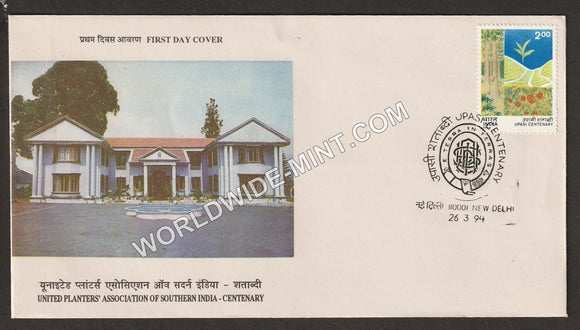 प्रथम दिवस आवरण FIRST DAY COVER
2.00
भारत
INDIA
उपासी शताब्दी
UPASI CENTENARY
उपासी शताब्दी UPASI CENTENARY
नई दिल्ली 110001 NEW DELHI
26 3 94
WORLDWIDE-MINT.COM
यूनाइटेड प्लांटर्स एसोसिएशन ऑव सदर्न इंडिया - शताब्दी
UNITED PLANTERS' ASSOCIATION OF SOUTHERN INDIA - CENTENARY